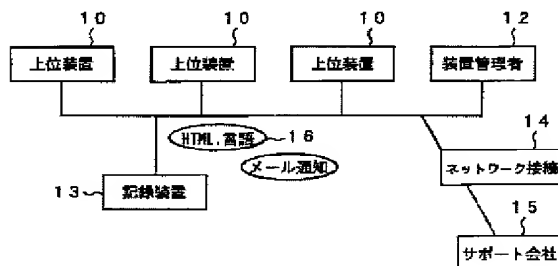 10 10 10 12
上位装置 上位装置 上位装置 装置管理者
HTML.言語 16 14
メール通知 ネットワーク接続
13 記録装置 15
サポート会社